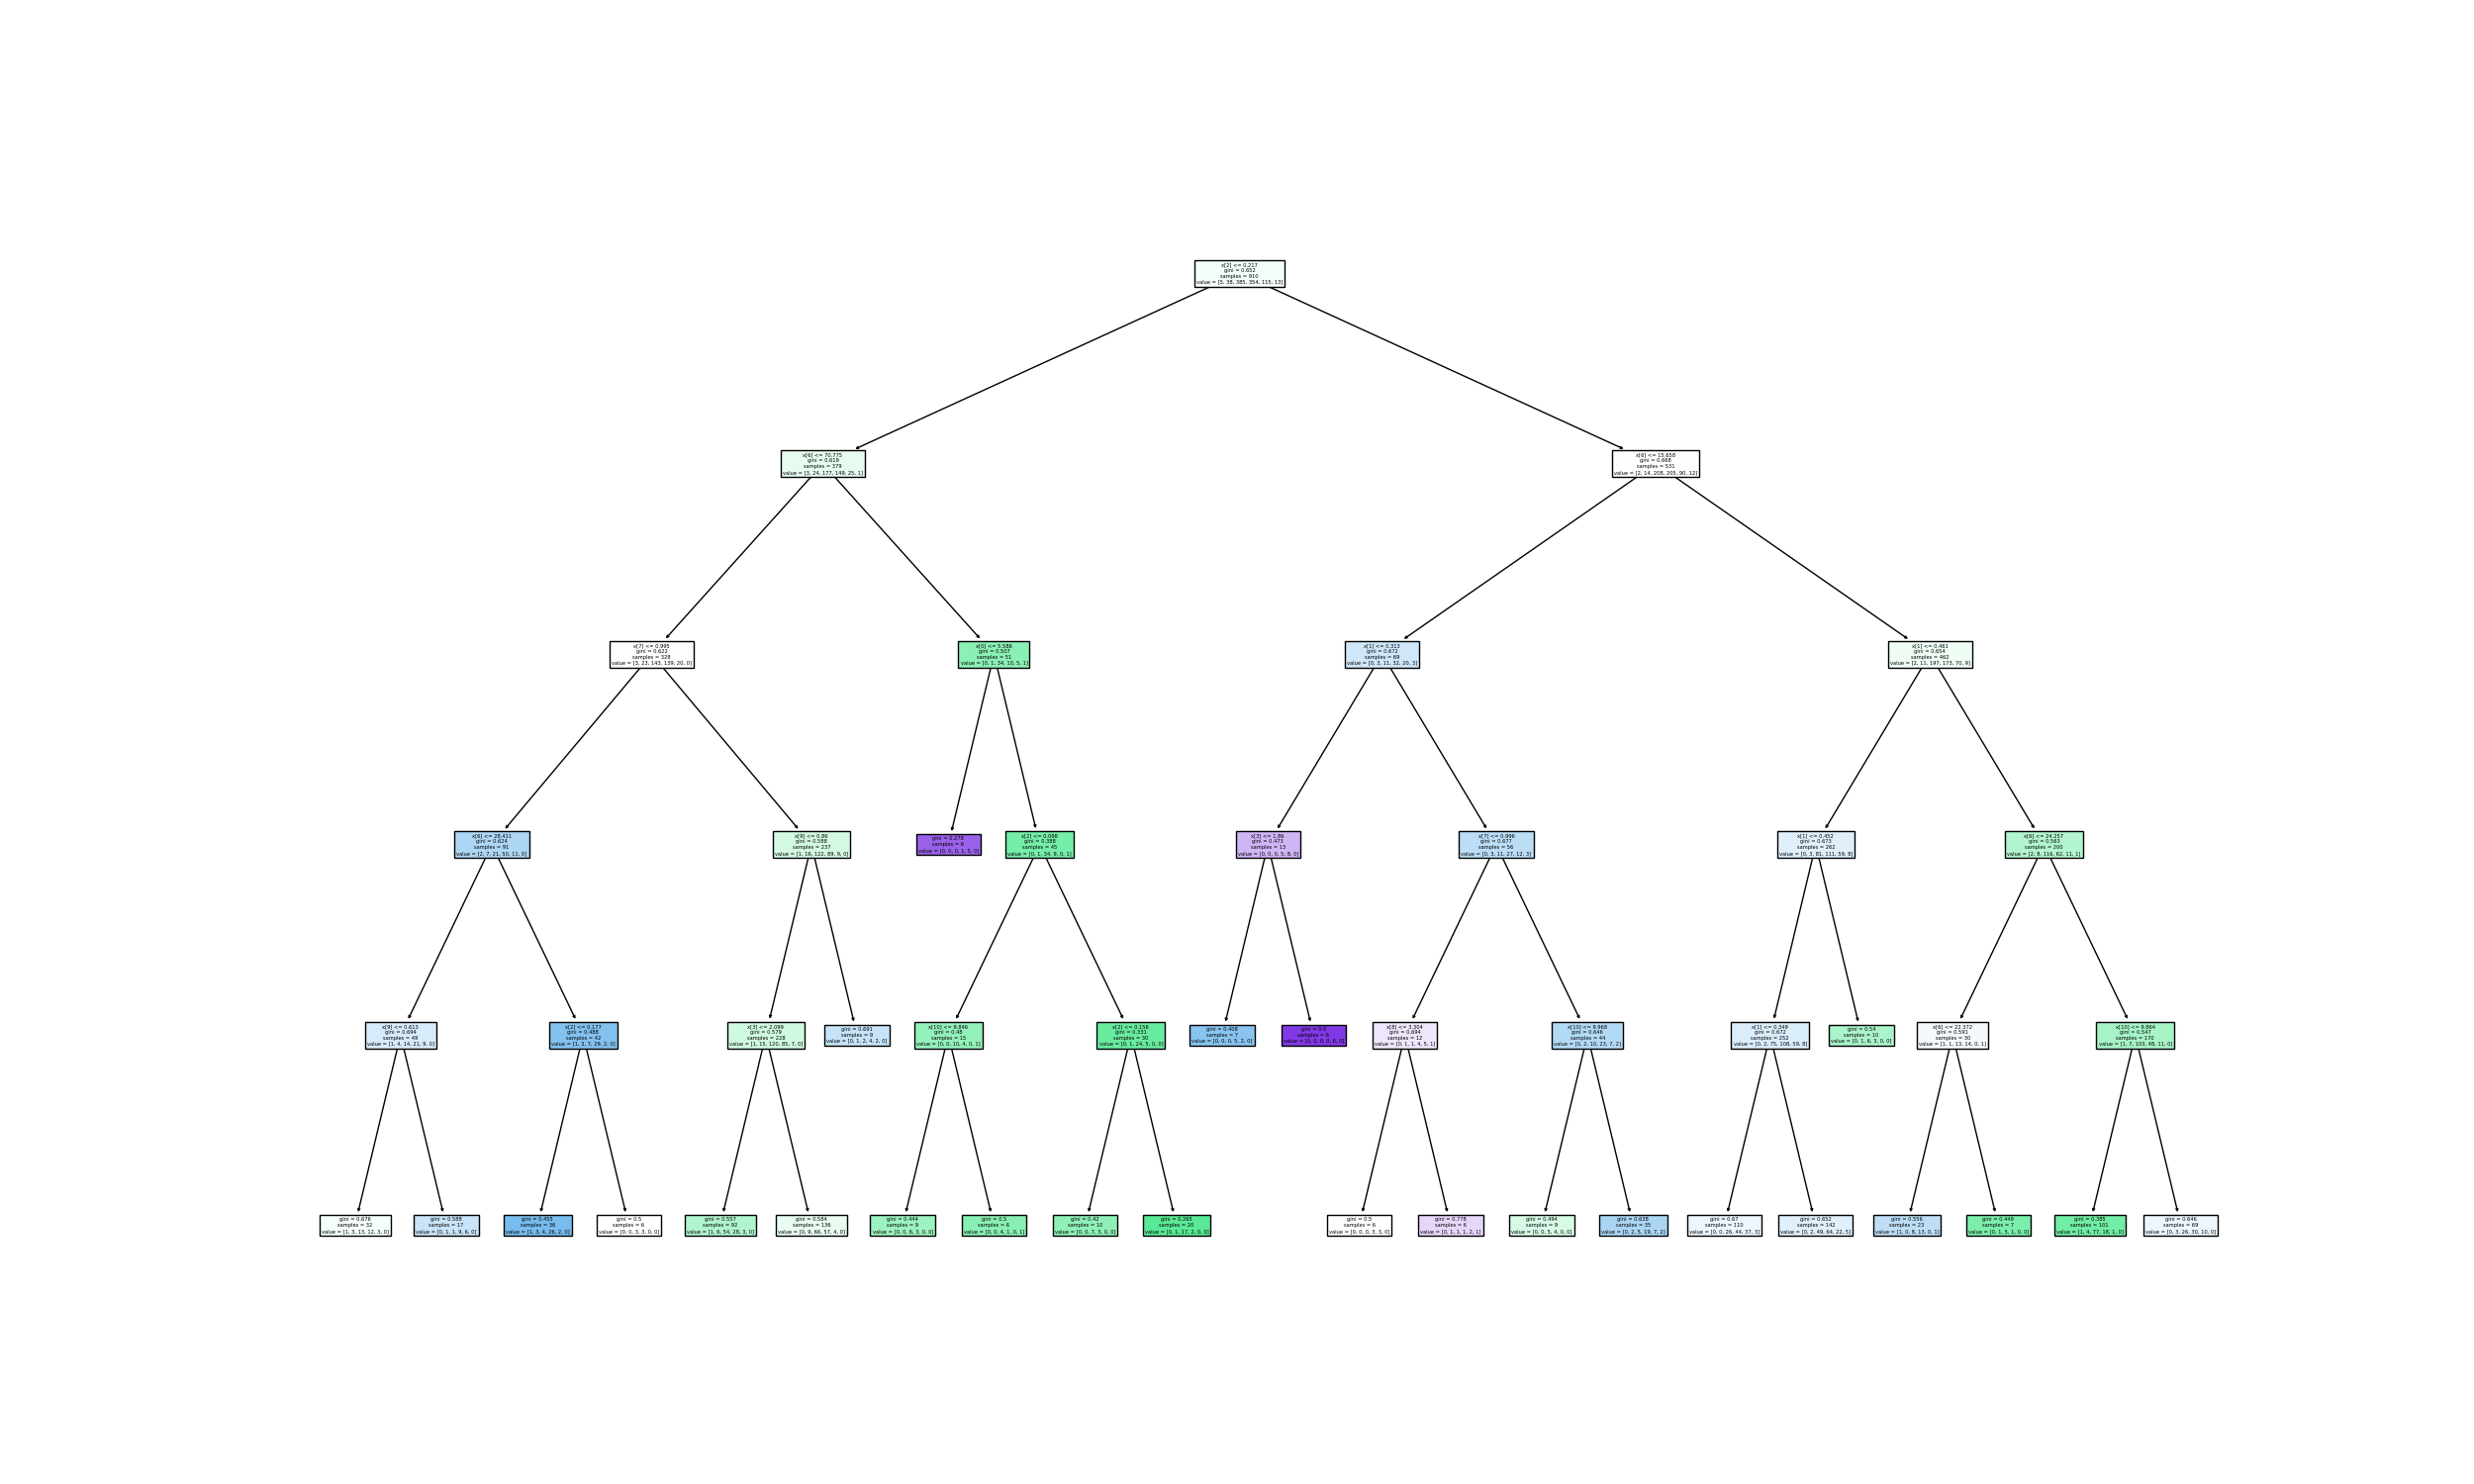 x[2] <= 0.217
gini = 0.652
samples = 910
value = [5, 38, 385, 354, 115, 13]
x[6] <= 70.775
gini = 0.619
samples = 379
value = [3, 24, 177, 149, 25, 1]
x[6] <= 15.658
gini = 0.668
samples = 531
value = [2, 14, 208, 205, 90, 12]
x[7] <= 0.995
gini = 0.622
samples = 328
value = [3, 23, 143, 139, 20, 0]
x[0] <= 5.586
gini = 0.507
samples = 51
value = [0, 1, 34, 10, 5, 1]
x[1] <= 0.313
gini = 0.672
samples = 69
value = [0, 3, 11, 32, 20, 3]
x[1] <= 0.461
gini = 0.654
samples = 462
value = [2, 11, 197, 173, 70, 9]
x[6] <= 28.411
gini = 0.624
samples = 91
value = [2, 7, 21, 50, 11, 0]
x[9] <= 0.86
gini = 0.588
samples = 237
value = [1, 16, 122, 89, 9, 0]
gini = 0.278
samples = 6
value = [0, 0, 0, 1, 5, 0]
x[2] <= 0.098
gini = 0.388
samples = 45
value = [0, 1, 34, 9, 0, 1]
x[3] <= 1.86
gini = 0.473
samples = 13
value = [0, 0, 0, 5, 8, 0]
x[7] <= 0.996
gini = 0.677
samples = 56
value = [0, 3, 11, 27, 12, 3]
x[1] <= 0.452
gini = 0.673
samples = 262
value = [0, 3, 81, 111, 59, 8]
x[6] <= 24.257
gini = 0.563
samples = 200
value = [2, 8, 116, 62, 11, 1]
x[9] <= 0.613
gini = 0.694
samples = 49
value = [1, 4, 14, 21, 9, 0]
x[2] <= 0.177
gini = 0.488
samples = 42
value = [1, 3, 7, 29, 2, 0]
x[3] <= 2.099
gini = 0.579
samples = 228
value = [1, 15, 120, 85, 7, 0]
gini = 0.691
samples = 9
value = [0, 1, 2, 4, 2, 0]
x[10] <= 9.846
gini = 0.48
samples = 15
value = [0, 0, 10, 4, 0, 1]
x[2] <= 0.156
gini = 0.331
samples = 30
value = [0, 1, 24, 5, 0, 0]
gini = 0.408
samples = 7
value = [0, 0, 0, 5, 2, 0]
gini = 0.0
samples = 6
value = [0, 0, 0, 0, 6, 0]
x[8] <= 3.304
gini = 0.694
samples = 12
value = [0, 1, 1, 4, 5, 1]
x[10] <= 9.968
gini = 0.646
samples = 44
value = [0, 2, 10, 23, 7, 2]
x[1] <= 0.349
gini = 0.672
samples = 252
value = [0, 2, 75, 108, 59, 8]
gini = 0.54
samples = 10
value = [0, 1, 6, 3, 0, 0]
x[6] <= 22.372
gini = 0.591
samples = 30
value = [1, 1, 13, 14, 0, 1]
x[10] <= 9.864
gini = 0.547
samples = 170
value = [1, 7, 103, 48, 11, 0]
gini = 0.676
samples = 32
value = [1, 3, 13, 12, 3, 0]
gini = 0.588
samples = 17
value = [0, 1, 1, 9, 6, 0]
gini = 0.455
samples = 36
value = [1, 3, 4, 26, 2, 0]
gini = 0.5
samples = 6
value = [0, 0, 3, 3, 0, 0]
gini = 0.557
samples = 92
value = [1, 6, 54, 28, 3, 0]
gini = 0.584
samples = 136
value = [0, 9, 66, 57, 4, 0]
gini = 0.444
samples = 9
value = [0, 0, 6, 3, 0, 0]
gini = 0.5
samples = 6
value = [0, 0, 4, 1, 0, 1]
gini = 0.42
samples = 10
value = [0, 0, 7, 3, 0, 0]
gini = 0.265
samples = 20
value = [0, 1, 17, 2, 0, 0]
gini = 0.5
samples = 6
value = [0, 0, 0, 3, 3, 0]
gini = 0.778
samples = 6
value = [0, 1, 1, 1, 2, 1]
gini = 0.494
samples = 9
value = [0, 0, 5, 4, 0, 0]
gini = 0.638
samples = 35
value = [0, 2, 5, 19, 7, 2]
gini = 0.67
samples = 110
value = [0, 0, 26, 44, 37, 3]
gini = 0.652
samples = 142
value = [0, 2, 49, 64, 22, 5]
gini = 0.556
samples = 23
value = [1, 0, 8, 13, 0, 1]
gini = 0.449
samples = 7
value = [0, 1, 5, 1, 0, 0]
gini = 0.385
samples = 101
value = [1, 4, 77, 18, 1, 0]
gini = 0.646
samples = 69
value = [0, 3, 26, 30, 10, 0]